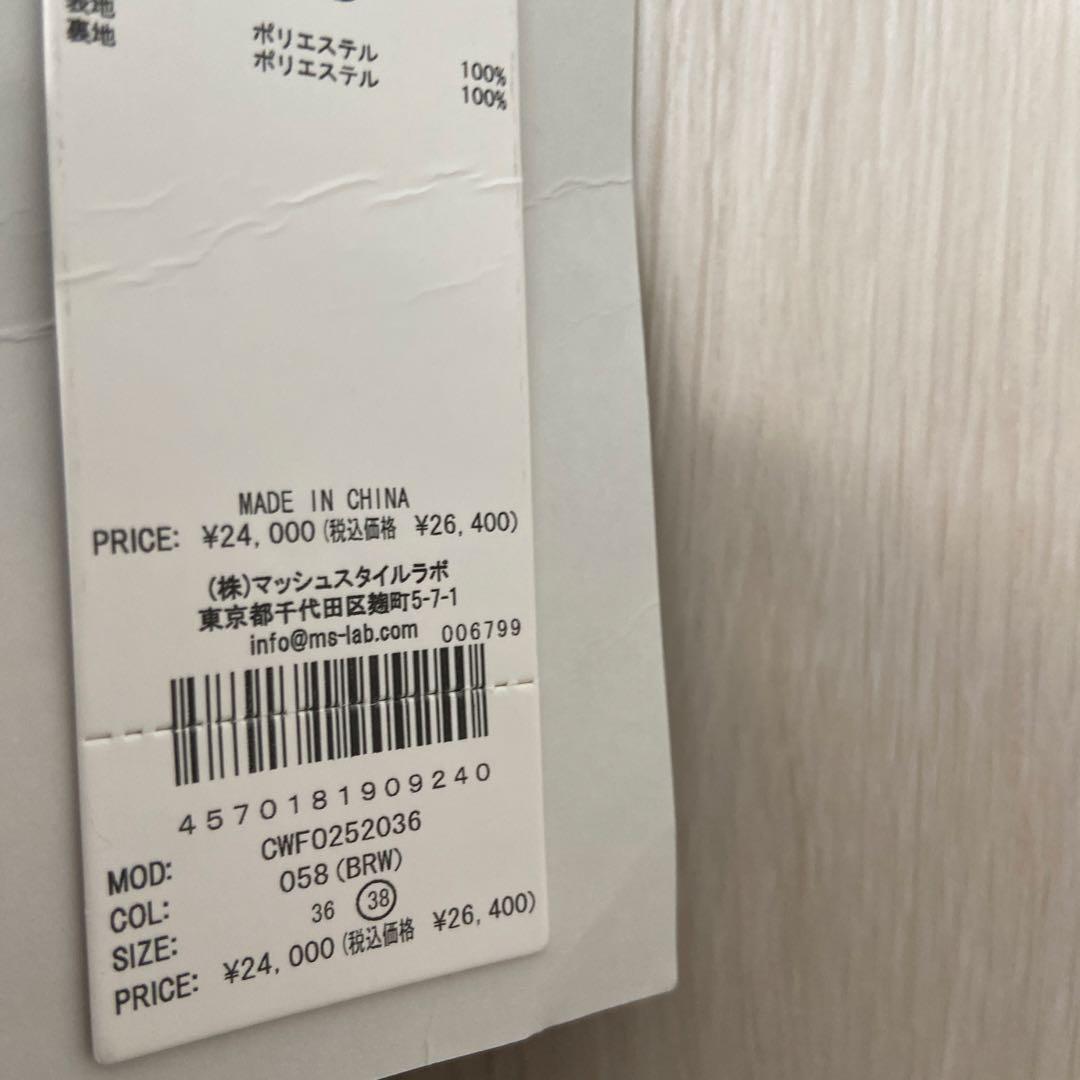 表地 ポリエステル 100%
裏地 ポリエステル 100%
MADE IN CHINA
PRICE: ¥24,000(税込価格 ¥26,400)
(株)マッシュスタイルラボ
東京都千代田区麹町5-7-1
info@ms-lab.com 006799
4570181909240
MOD: CWFO252036
COL: 058(BRW)
SIZE: 36 38
PRICE: ¥24,000(税込価格 ¥26,400)